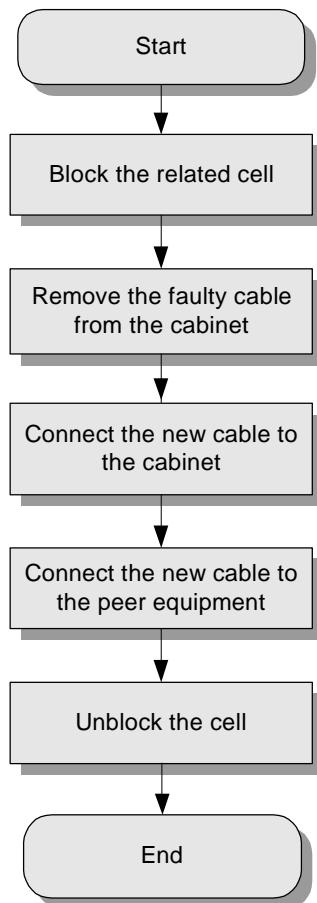 Start
Block the related cell
Remove the faulty cable
from the cabinet
Connect the new cable to
the cabinet
Connect the new cable to
the peer equipment
Unblock the cell
End